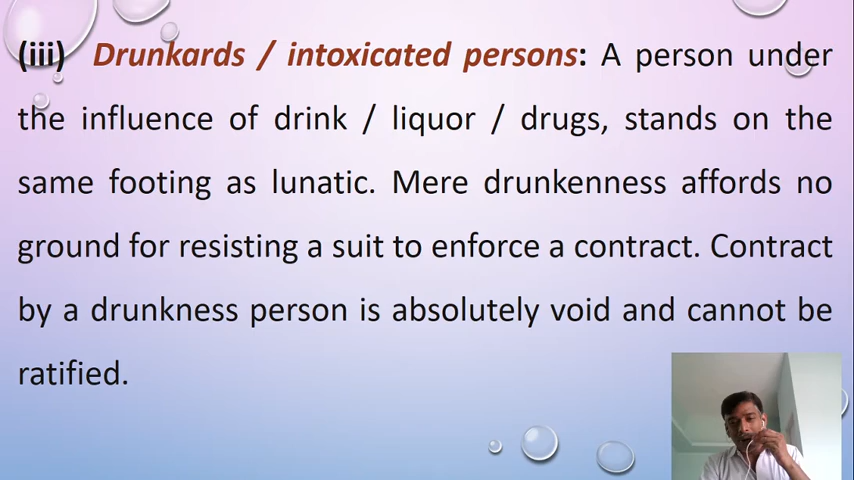 (iii) Drunkards / intoxicated persons: A person under
the influence of drink / liquor / drugs, stands on the
same footing as lunatic. Mere drunkenness affords no
ground for resisting a suit to enforce a contract. Contract
by a drunkness person is absolutely void and cannot be
ratified.